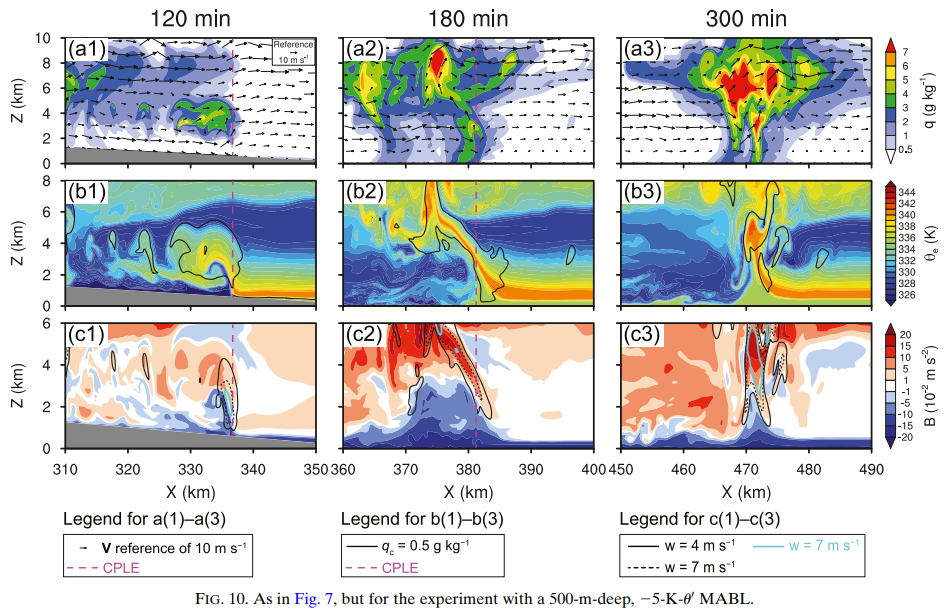 120 min 180 min 300 min
(a1) Reference 10 m s⁻¹ (a2) (a3)
10
8
6
4
2
0
Z (km)
7
6
5
4
3
2
1
0.5
q (g kg⁻¹)
(b1) (b2) (b3)
8
6
4
2
0
Z (km)
344
342
340
338
336
334
332
330
328
326
θe (K)
(c1) (c2) (c3)
6
4
2
0
Z (km)
20
15
10
5
1
-1
-5
-10
-15
-20
B (10⁻² m s⁻²)
310 320 330 340 350 360 370 380 390 400 450 460 470 480 490
X (km) X (km) X (km)
Legend for a(1)–a(3) Legend for b(1)–b(3) Legend for c(1)–c(3)
V reference of 10 m s⁻¹ qc = 0.5 g kg⁻¹ w = 4 m s⁻¹ w = 7 m s⁻¹
CPLE CPLE w = 7 m s⁻¹
FIG. 10. As in Fig. 7, but for the experiment with a 500-m-deep, −5-K-θ′ MABL.